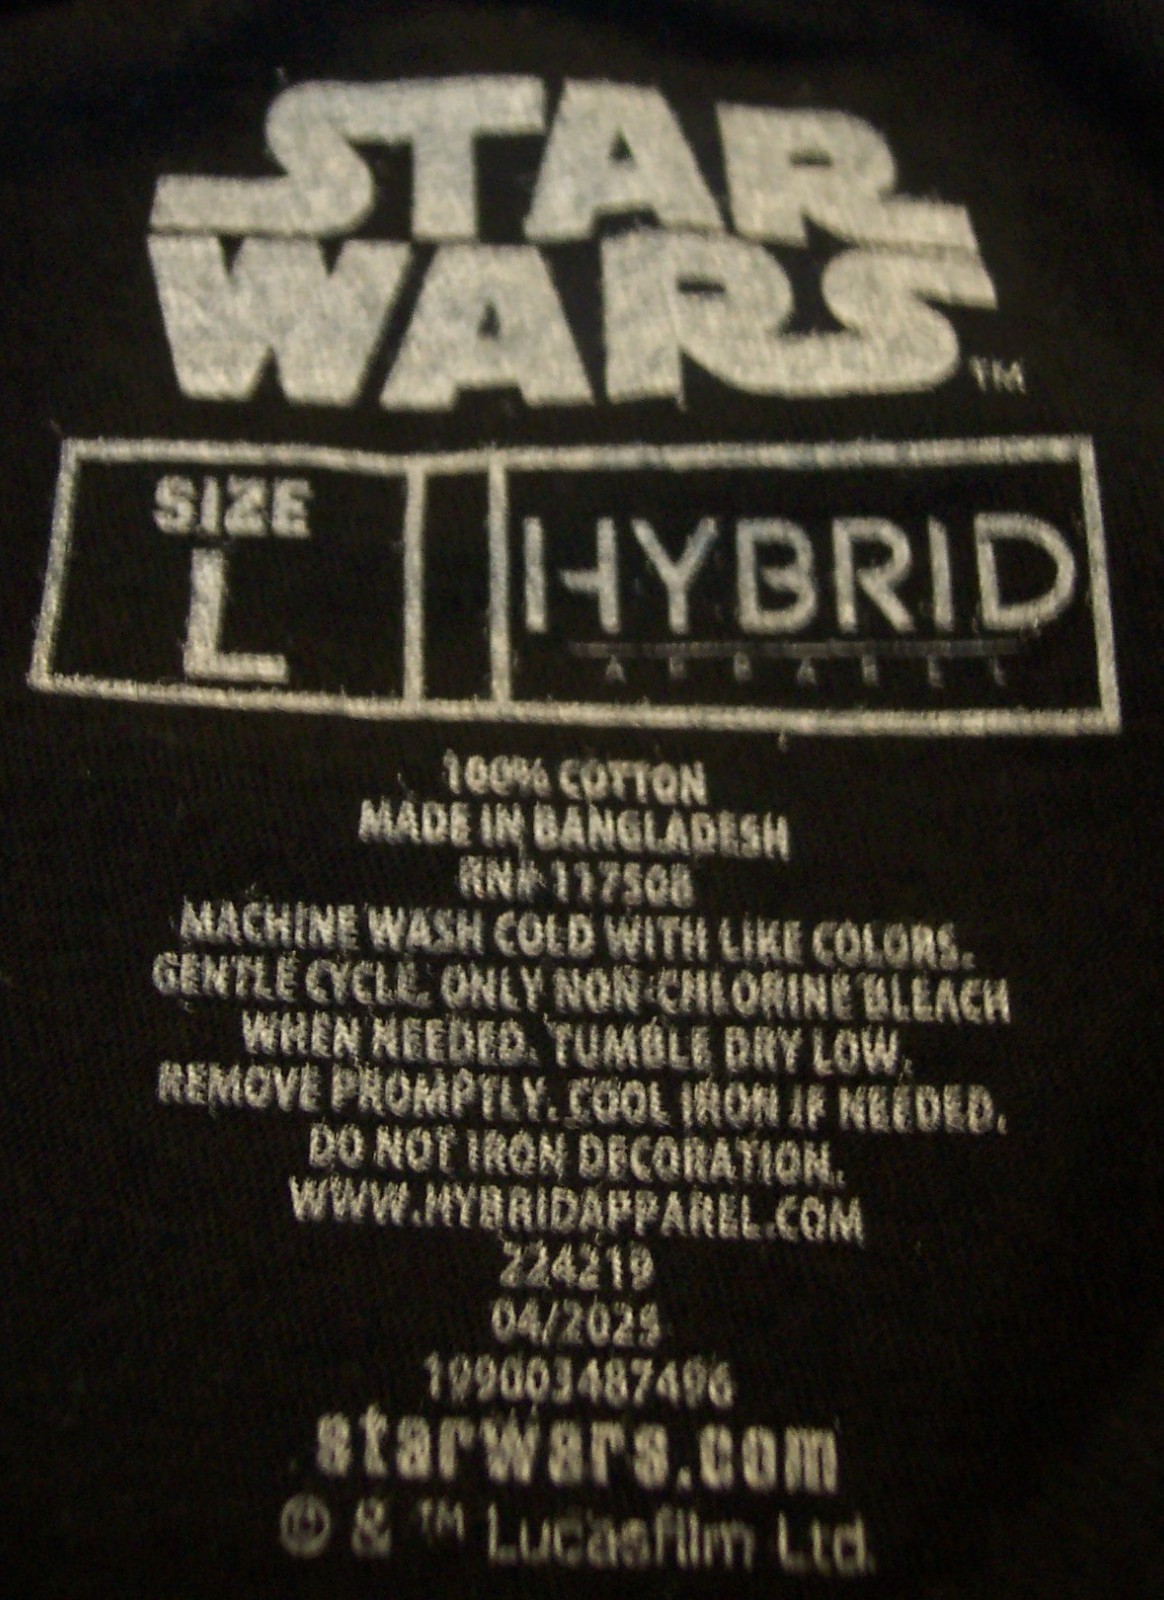 STAR
WARS ™
SIZE
L
HYBRID
APPAREL
100% COTTON
MADE IN BANGLADESH
RN# 117508
MACHINE WASH COLD WITH LIKE COLORS.
GENTLE CYCLE. ONLY NON-CHLORINE BLEACH
WHEN NEEDED. TUMBLE DRY LOW.
REMOVE PROMPTLY. COOL IRON IF NEEDED.
DO NOT IRON DECORATION.
WWW.HYBRIDAPPAREL.COM
224219
04/2025
199003487496
starwars.com
© & ™ Lucasfilm Ltd.